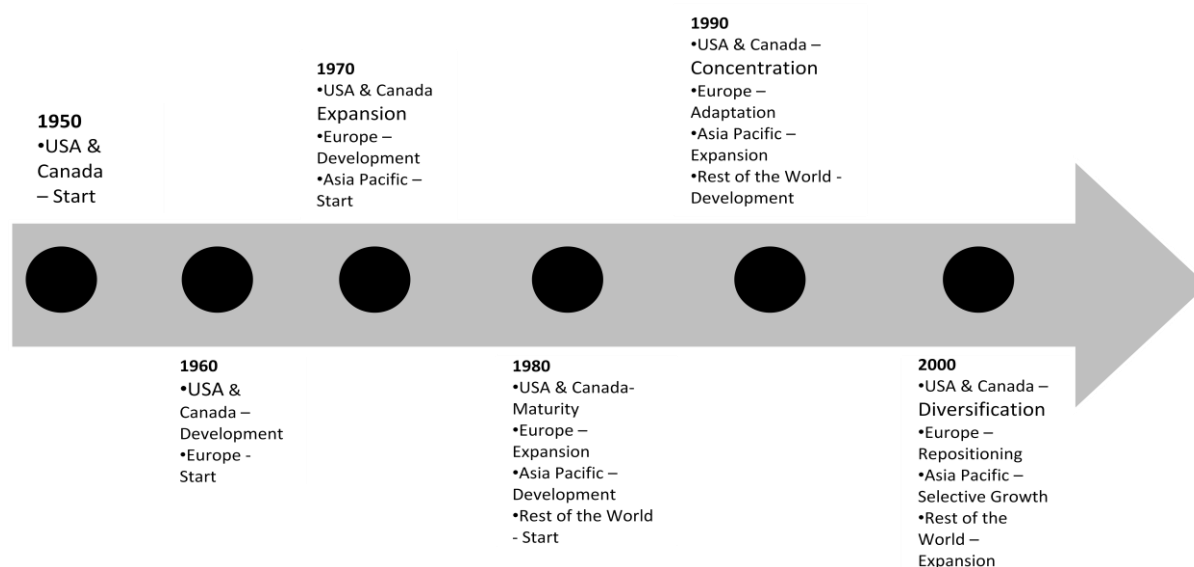 1950
•USA &
Canada
– Start
1960
•USA &
Canada –
Development
•Europe -
Start
1970
•USA & Canada
Expansion
•Europe –
Development
•Asia Pacific –
Start
1980
•USA & Canada-
Maturity
•Europe –
Expansion
•Asia Pacific –
Development
•Rest of the World
- Start
1990
•USA & Canada –
Concentration
•Europe –
Adaptation
•Asia Pacific –
Expansion
•Rest of the World -
Development
2000
•USA & Canada –
Diversification
•Europe –
Repositioning
•Asia Pacific –
Selective Growth
•Rest of the
World –
Expansion